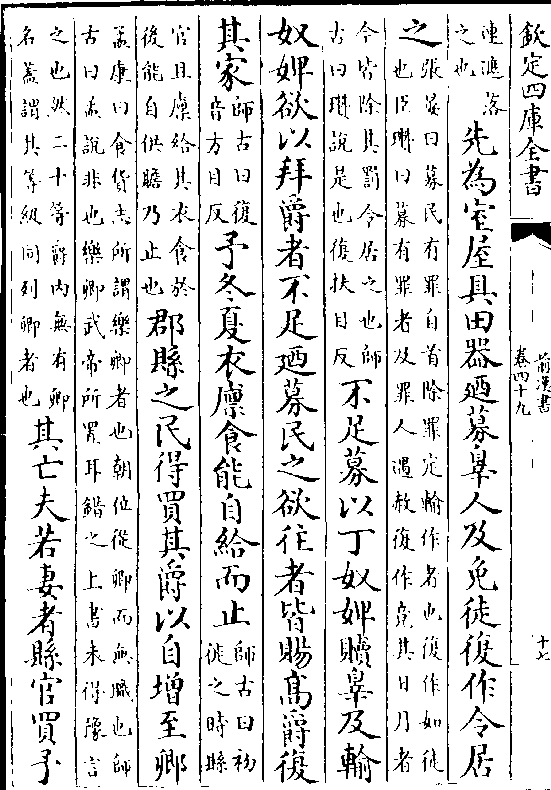 欽定四庫全書
前漢書
卷四十九
十七
連漉落
之也
先為室屋具田器廼募辠人及免徒復作令居
之
張晏曰募民有罪自首除罪定輸作者也復作如徒
也臣瓚曰募有罪者及罪人遇赦復作竟其日月者
今皆除其罰令居之也師
古曰瓚說是也復扶目反
不足募以丁奴婢贖辠及輸
奴婢欲以拜爵者不足廼募民之欲往者皆賜高爵復
其家
師古曰復
音方目反
予冬夏衣廩食能自給而止
師古曰初
徙之時縣
官且廩給其衣食於
後能自供贍乃止也
郡縣之民得買其爵以自增至卿
孟康曰食貨志所謂樂卿者也朝位從卿而無職也師
古曰孟說非也樂卿武帝所置耳錯之上書未得豫言
之也然二十等爵内無有卿
名蓋謂其等級同列卿者也
其亡夫若妻者縣官買予